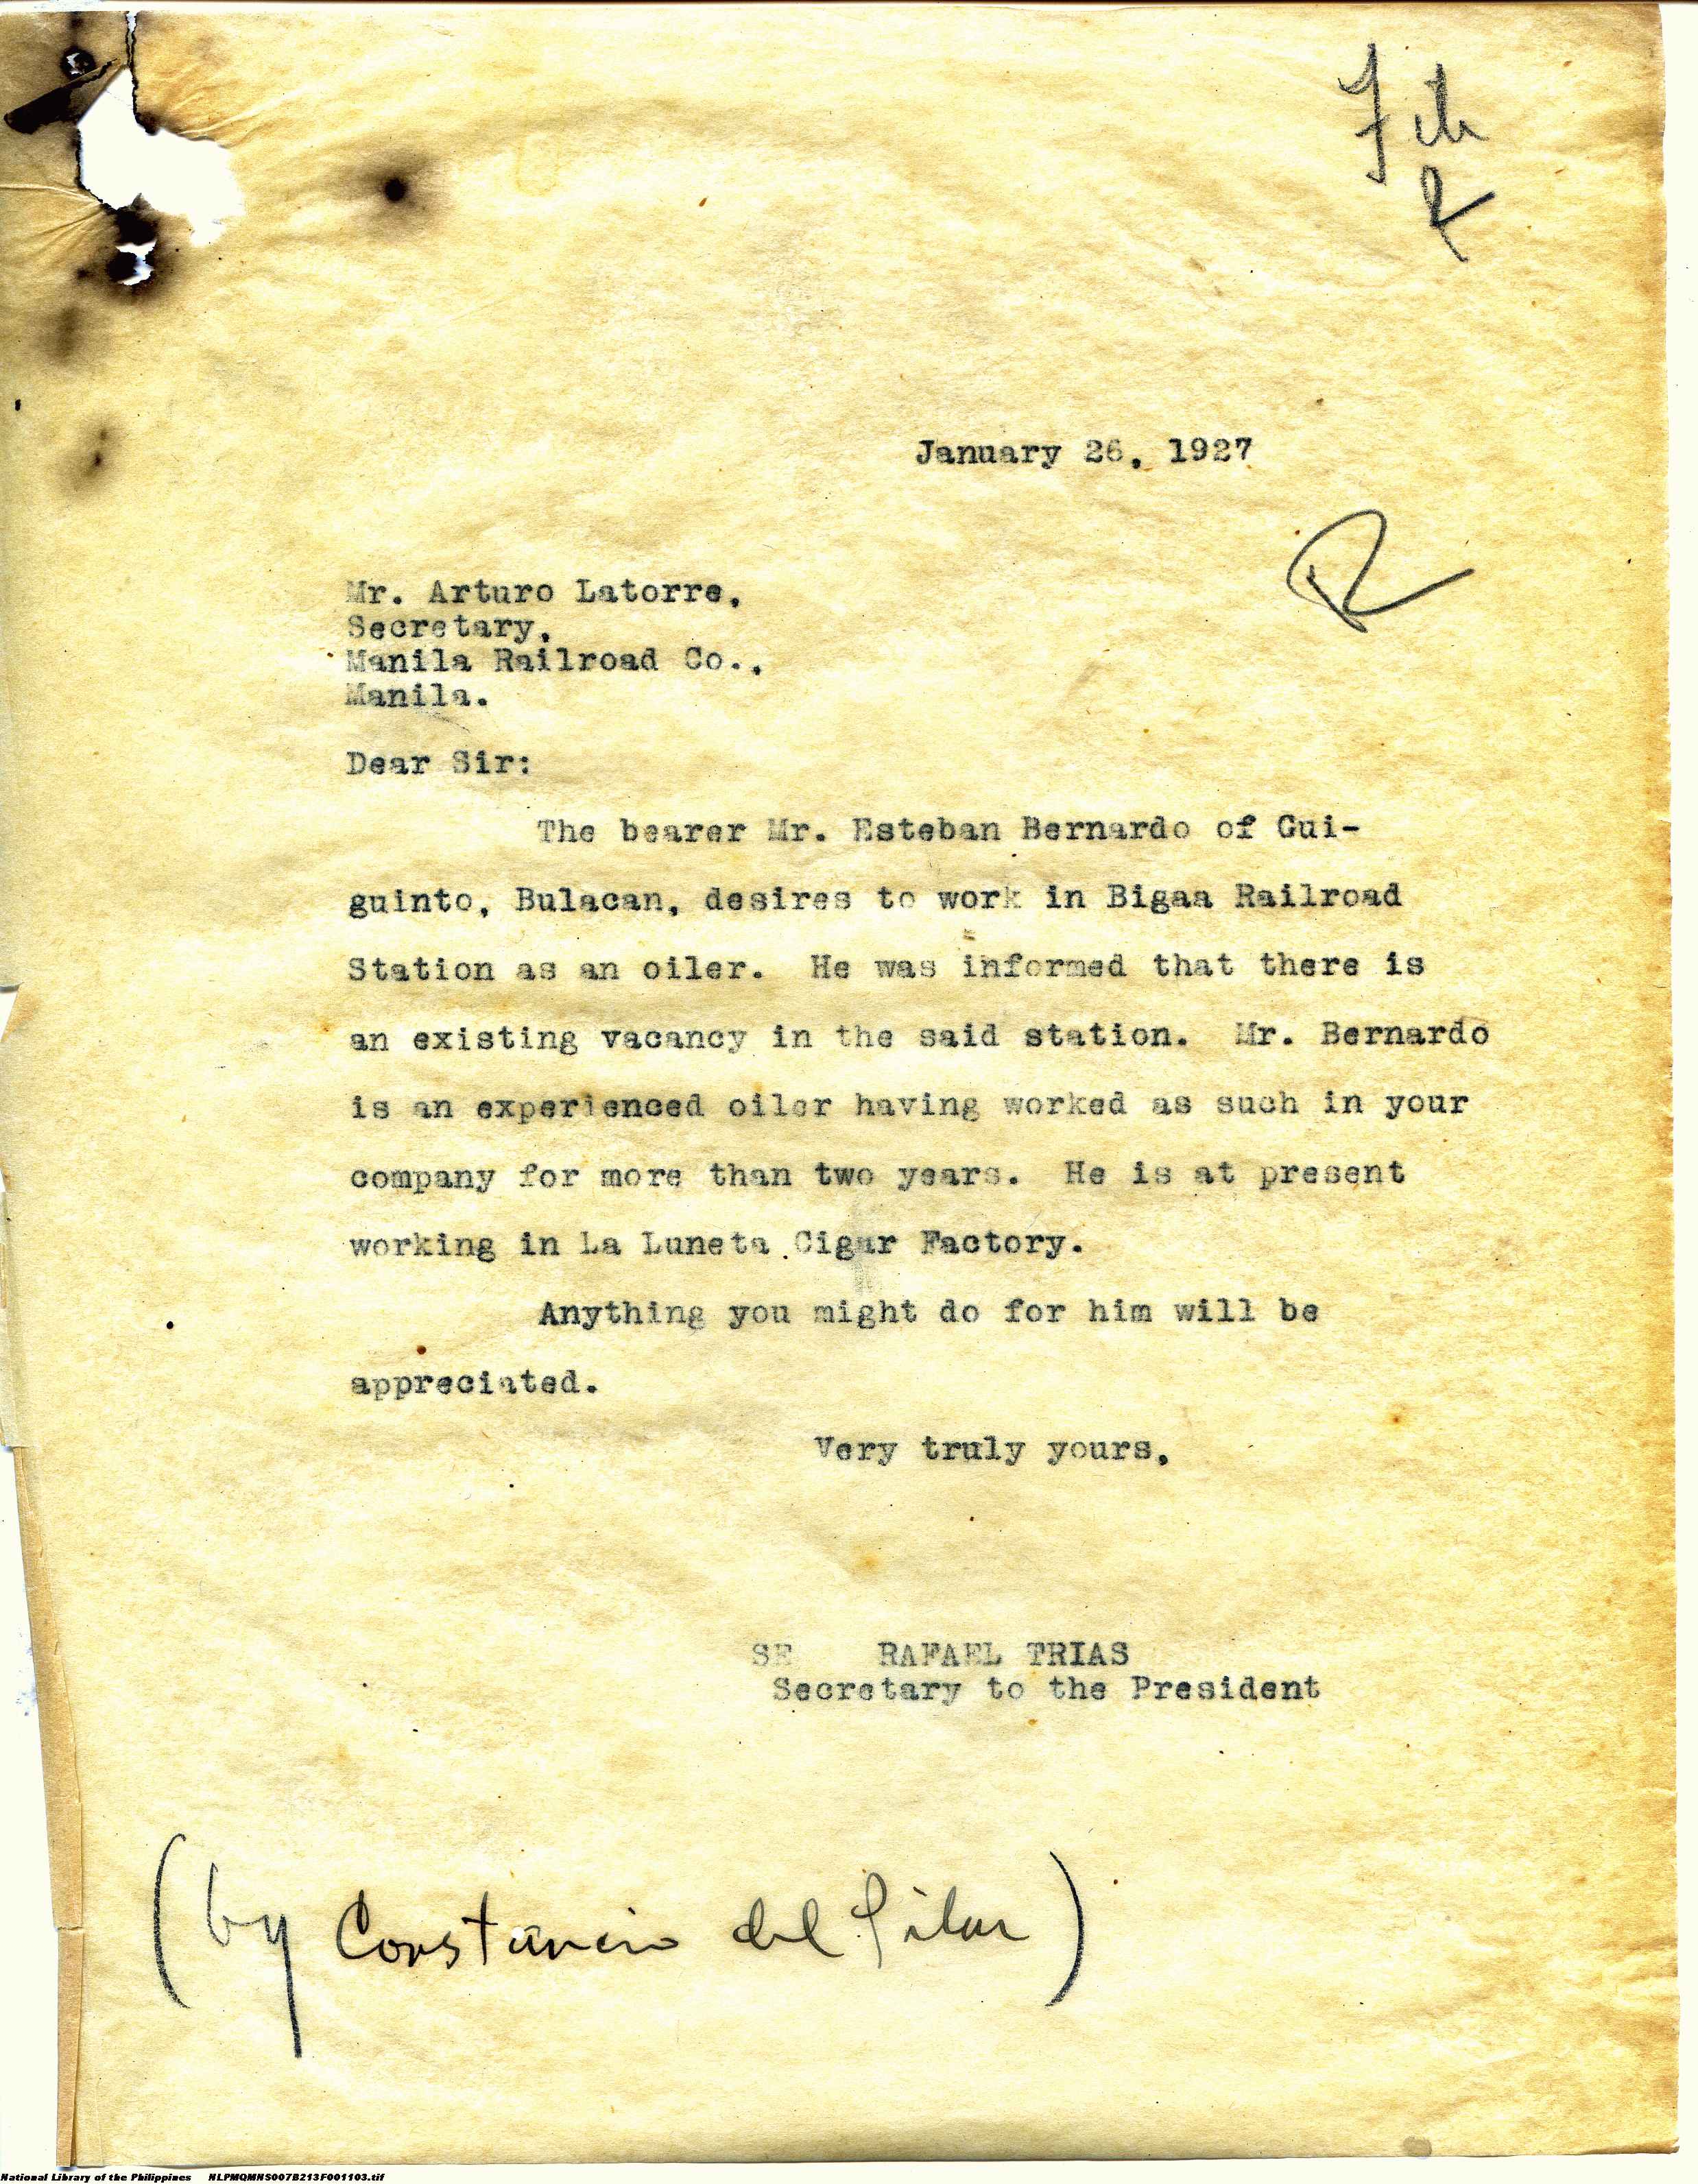 File
R
January 26, 1927
R
Mr. Arturo Latorre,
Secretary,
Manila Railroad Co.,
Manila.
Dear Sir:
The bearer Mr. Esteban Bernardo of Gui-
guinto, Bulacan, desires to work in Bigaa Railroad
Station as an oiler. He was informed that there is
an existing vacancy in the said station. Mr. Bernardo
is an experienced oiler having worked as such in your
company for more than two years. He is at present
working in La Luneta Cigar Factory.
Anything you might do for him will be
appreciated.
Very truly yours,
SE RAFAEL TRIAS
Secretary to the President
(by Constancio del Pilar)
National Library of the Philippines NLPMQMNS007B213F001103.tif